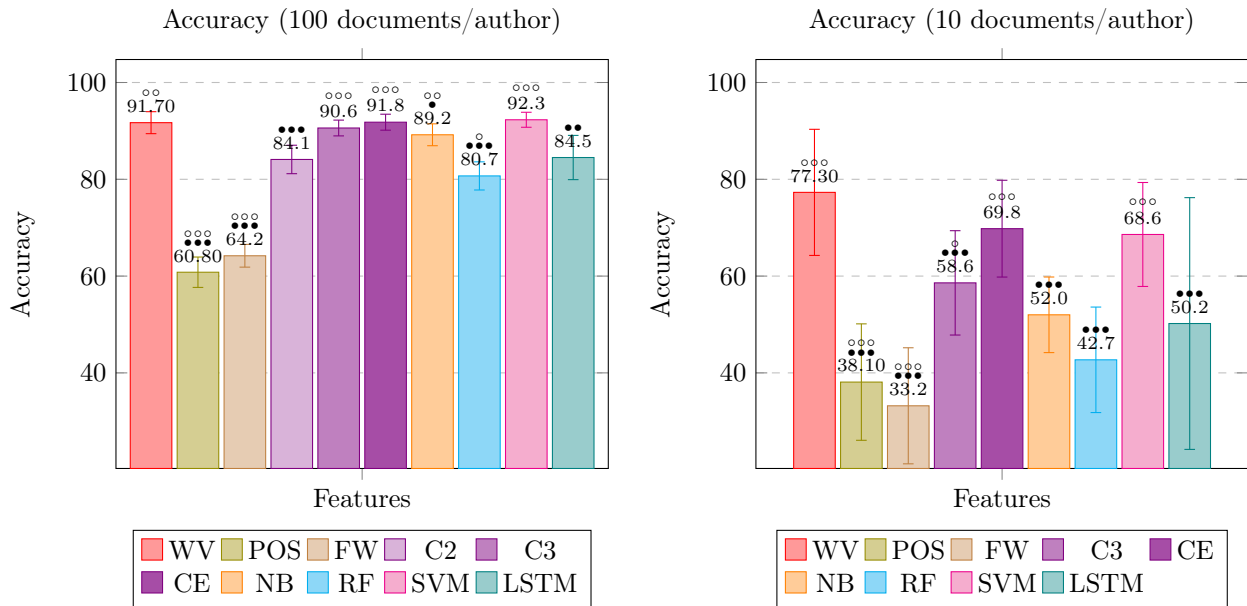 Accuracy (100 documents/author)
100
80
60
40
Accuracy
91.70
60.80
64.2
84.1
90.6
91.8
89.2
80.7
92.3
84.5
Features
WV POS FW C2 C3
CE NB RF SVM LSTM
Accuracy (10 documents/author)
100
80
60
40
Accuracy
77.30
38.10
33.2
58.6
69.8
52.0
42.7
68.6
50.2
Features
WV POS FW C3 CE
NB RF SVM LSTM